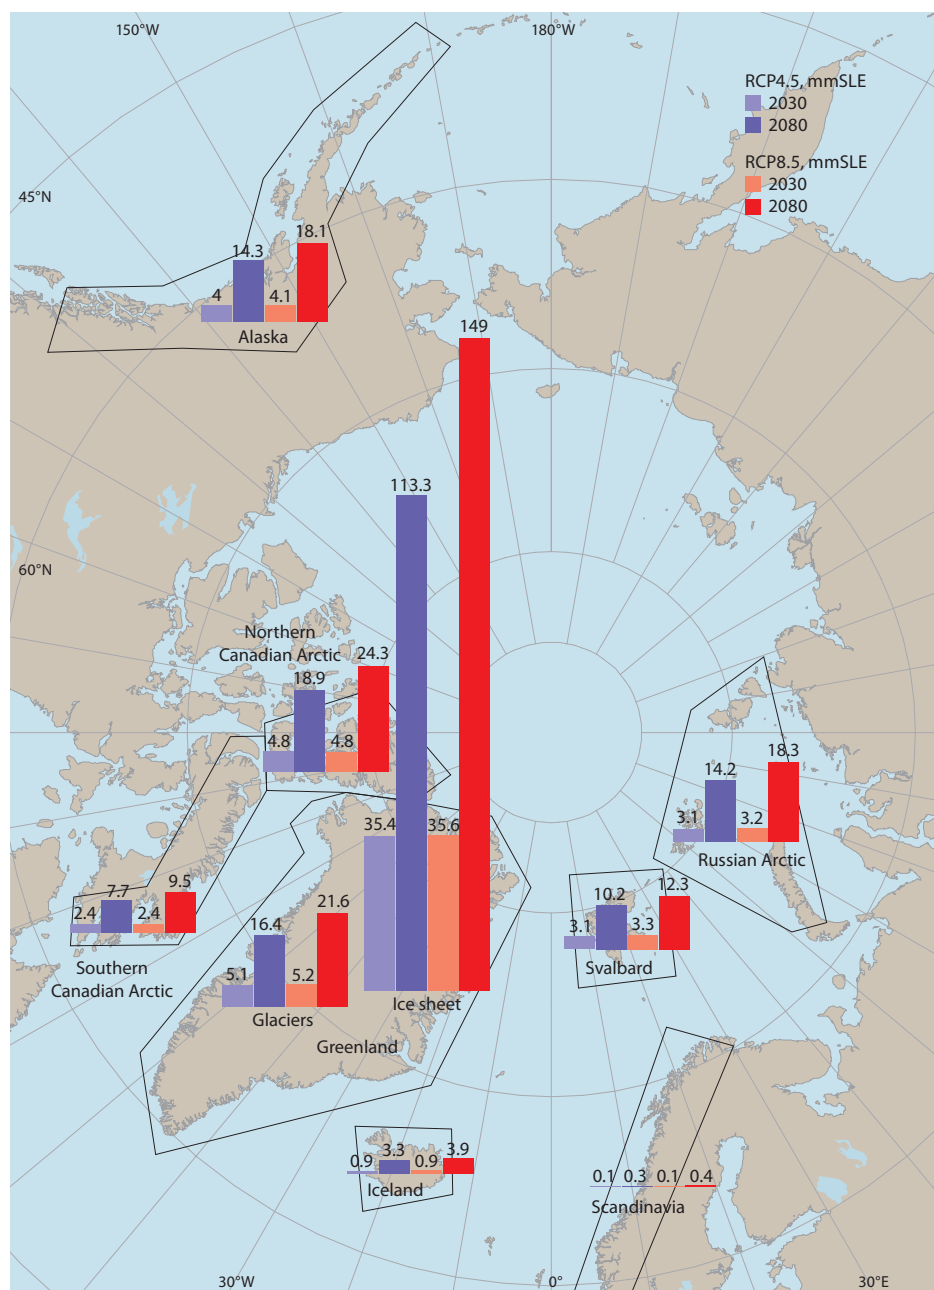 150°W
180°W
RCP4.5, mmSLE
2030
2080
RCP8.5, mmSLE
2030
2080
45°N
4
14.3
4.1
18.1
Alaska
149
113.3
60°N
Northern
Canadian Arctic
4.8
18.9
4.8
24.3
35.4
35.6
Ice sheet
3.1
14.2
3.2
18.3
Russian Arctic
2.4
7.7
2.4
9.5
Southern
Canadian Arctic
5.1
16.4
5.2
21.6
Glaciers
Greenland
3.1
10.2
3.3
12.3
Svalbard
0.9
3.3
0.9
3.9
Iceland
0.1
0.3
0.1
0.4
Scandinavia
30°W
0°
30°E